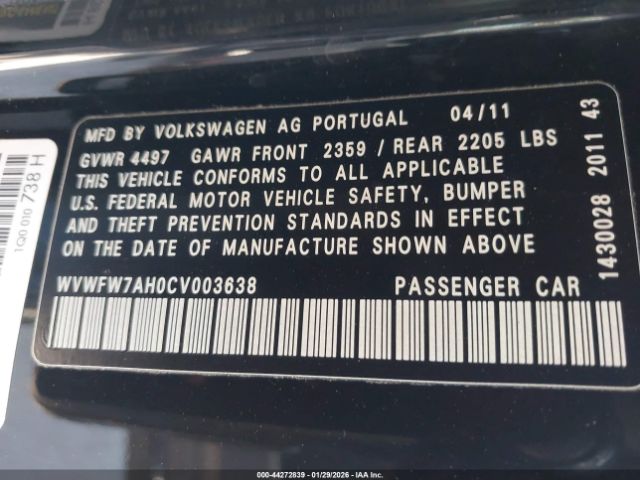 MFD BY VOLKSWAGEN AG PORTUGAL 04/11
GVWR 4497 GAWR FRONT 2359 / REAR 2205 LBS
THIS VEHICLE CONFORMS TO ALL APPLICABLE
U.S. FEDERAL MOTOR VEHICLE SAFETY, BUMPER
AND THEFT PREVENTION STANDARDS IN EFFECT
ON THE DATE OF MANUFACTURE SHOWN ABOVE
WVWFW7AH0CV003638 PASSENGER CAR
1430028 2011 43
1Q0 010 738 H
000-44272839 - 01/29/2026 - IAA Inc.